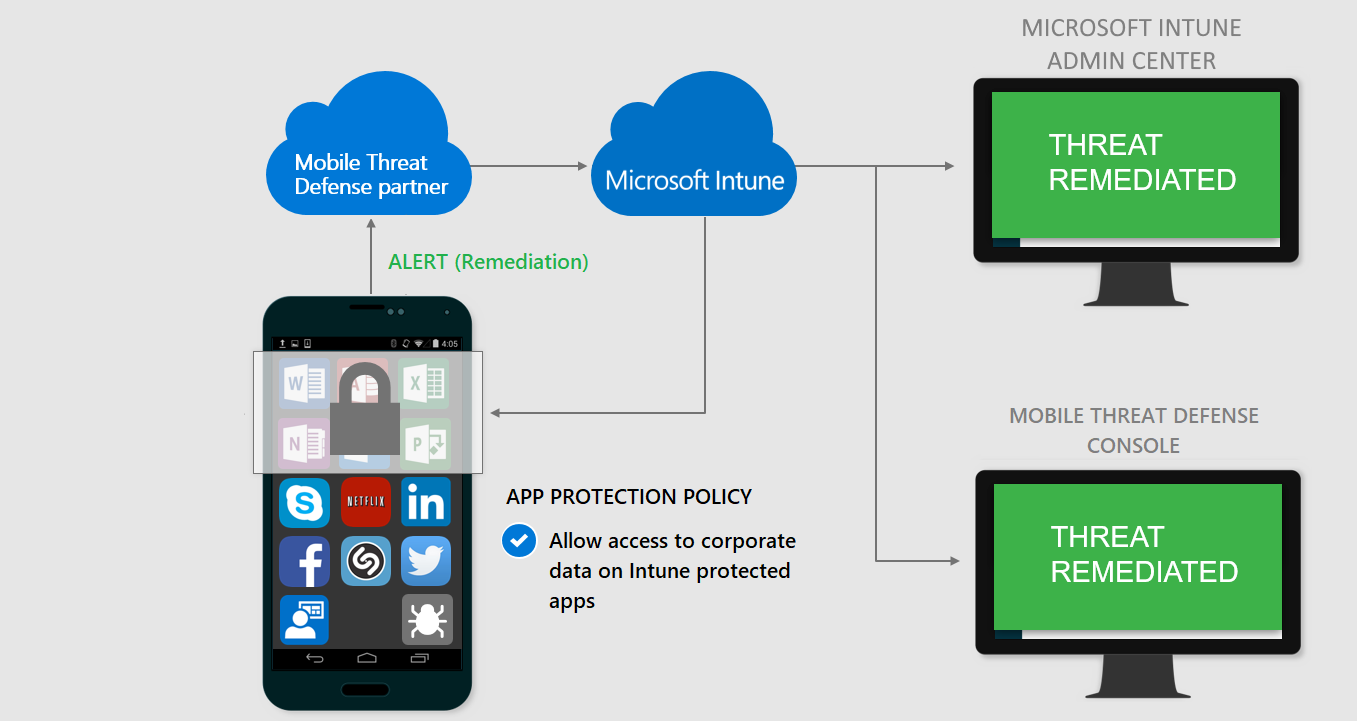 MICROSOFT INTUNE
ADMIN CENTER
THREAT
REMEDIATED
Mobile Threat
Defense partner
Microsoft Intune
ALERT (Remediation)
4:05
W
A
X
N
P
S
NETFLIX
in
f
APP PROTECTION POLICY
Allow access to corporate
data on Intune protected
apps
MOBILE THREAT DEFENSE
CONSOLE
THREAT
REMEDIATED